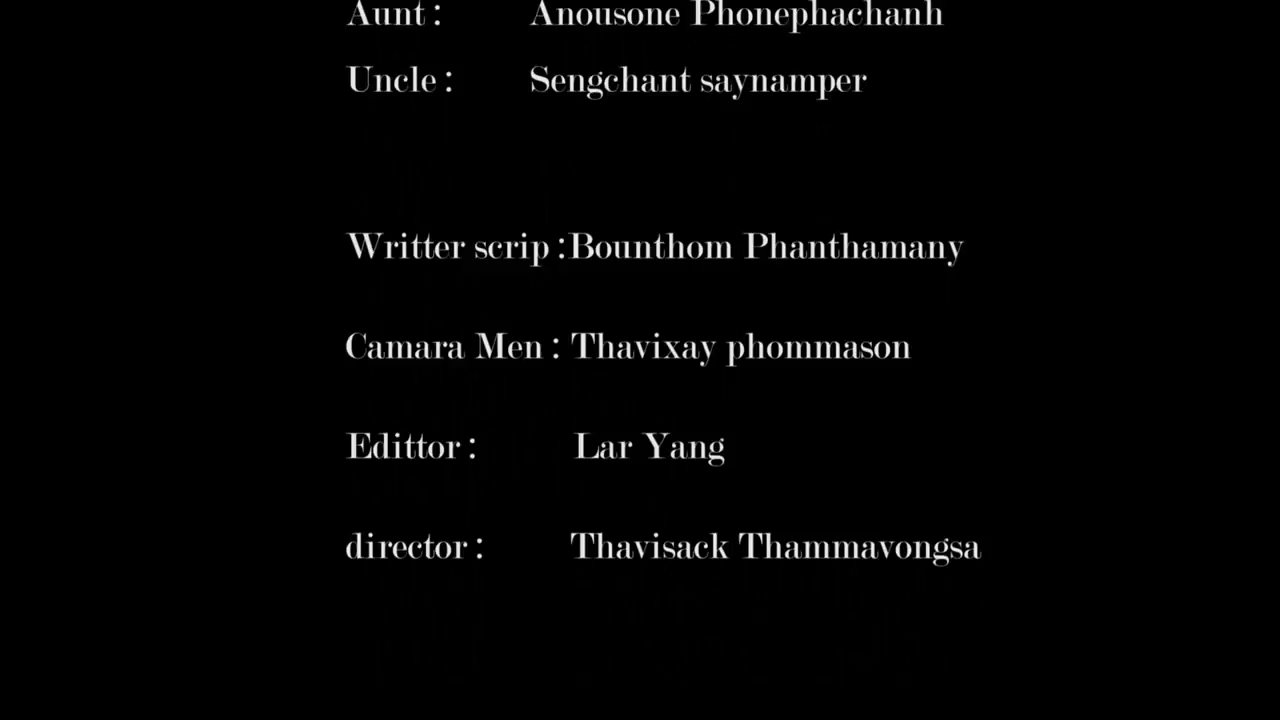 Aunt : Anousone Phonephachanh
Uncle : Sengchant saynamper
Writter scrip :Bounthom Phanthamany
Camara Men : Thavixay phommason
Edittor : Lar Yang
director : Thavisack Thammavongsa